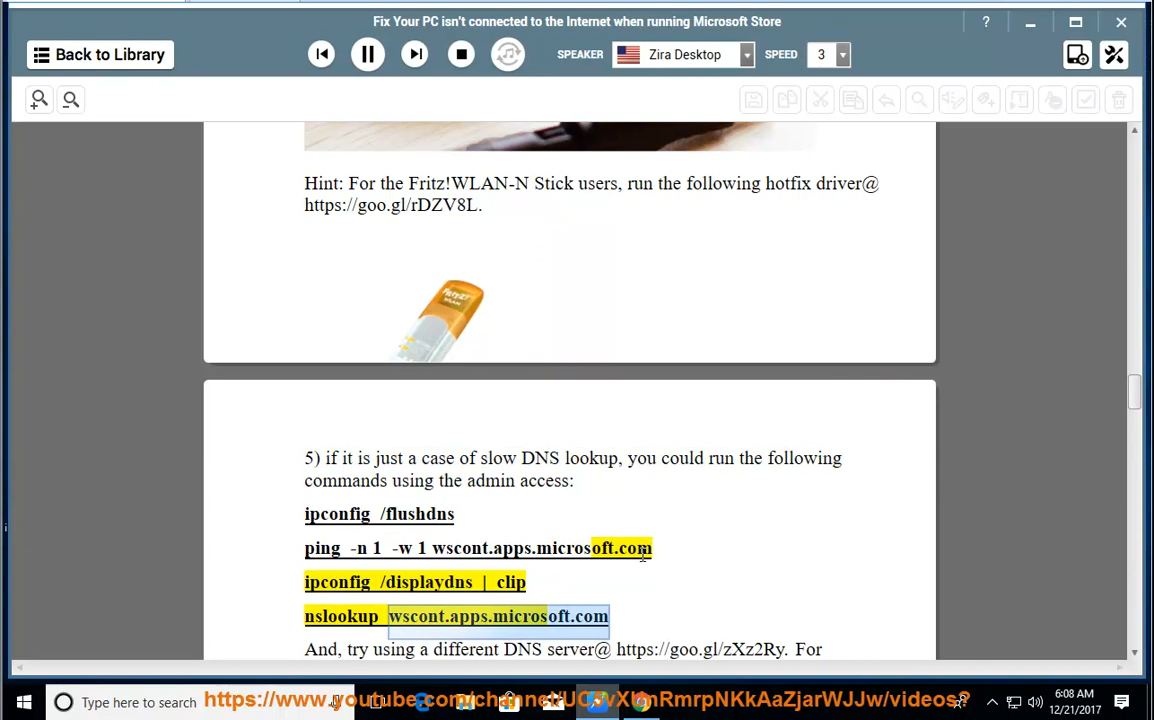 Fix Your PC isn't connected to the Internet when running Microsoft Store
?
Back to Library
SPEAKER
Zira Desktop
SPEED
3
Hint: For the Fritz!WLAN-N Stick users, run the following hotfix driver@
https://goo.gl/rDZV8L.
Fritz!
WLAN
5) if it is just a case of slow DNS lookup, you could run the following
commands using the admin access:
ipconfig /flushdns
ping -n 1 -w 1 wscont.apps.microsoft.com
ipconfig /displaydns | clip
nslookup wscont.apps.microsoft.com
And, try using a different DNS server@ https://goo.gl/zXz2Ry. For
Type here to search
6:08 AM
12/21/2017